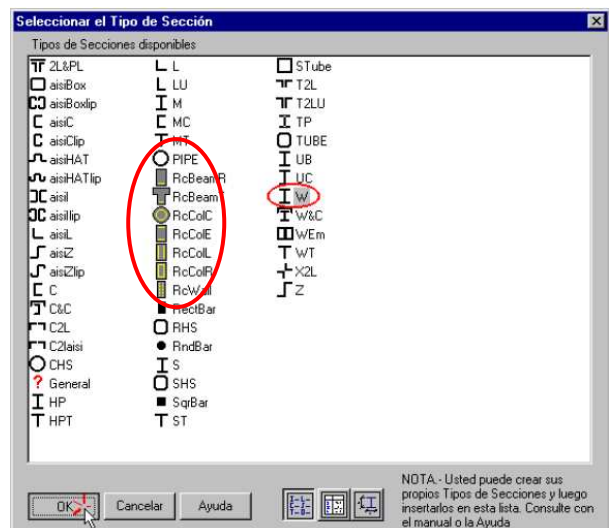 Seleccionar el Tipo de Sección
Tipos de Secciones disponibles
2L&PL
aisiBox
aisiBoxlip
aisiC
aisiClip
aisiHAT
aisiHATlip
aisiI
aisiIlip
aisiL
aisiZ
aisiZlip
C
C&C
C2L
C2Laisi
CHS
? General
HP
HPT
L
LU
M
MC
MT
PIPE
RcBeamR
RcBeamT
RcColC
RcColE
RcColL
RcColR
RcWall
RectBar
RHS
RndBar
S
SHS
SqrBar
ST
STube
T2L
T2LU
TP
TUBE
UB
UC
W
W&C
WEm
WT
X2L
Z
OK
Cancelar
Ayuda
NOTA.- Usted puede crear sus
propios Tipos de Secciones y luego
insertarlos en esta lista. Consulte con
el manual o la Ayuda